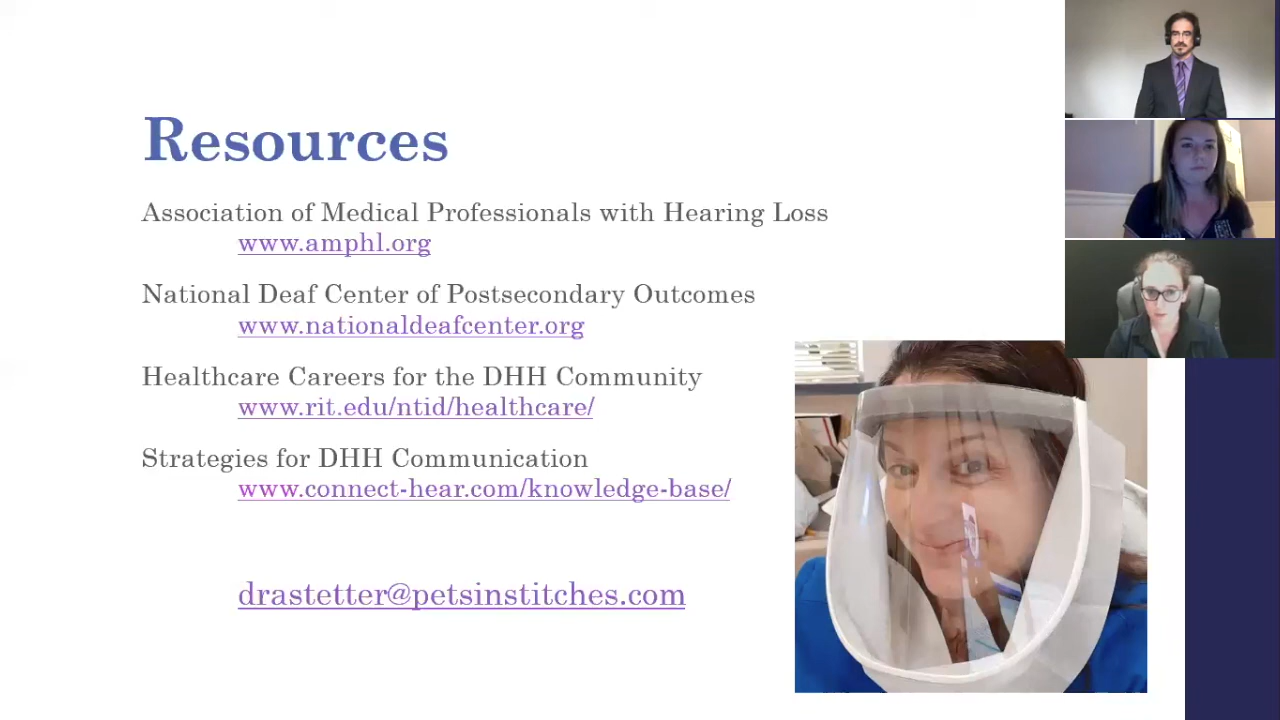 Resources
Association of Medical Professionals with Hearing Loss
www.amphl.org
National Deaf Center of Postsecondary Outcomes
www.nationaldeafcenter.org
Healthcare Careers for the DHH Community
www.rit.edu/ntid/healthcare/
Strategies for DHH Communication
www.connect-hear.com/knowledge-base/
drastetter@petsinstitches.com